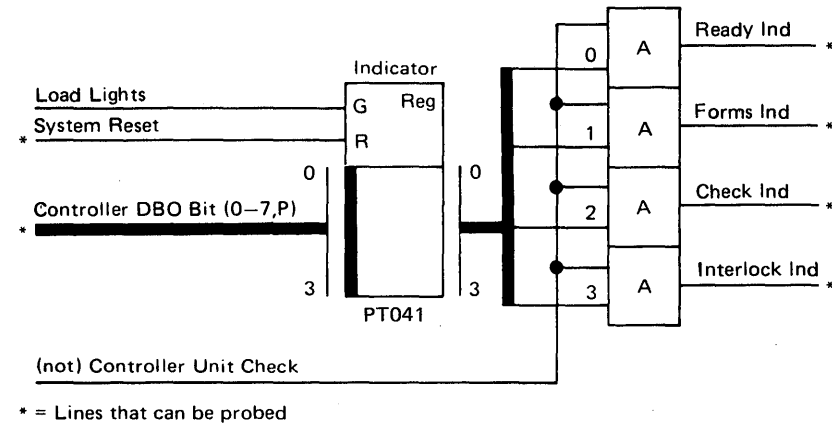 Ready Ind
*
0
A
Indicator
Load Lights
G
Reg
Forms Ind
*
* System Reset
R
1
A
0
0
Check Ind
*
Controller DBO Bit (0–7,P)
*
2
A
Interlock Ind
*
3
3
3
A
PT041
(not) Controller Unit Check
* = Lines that can be probed